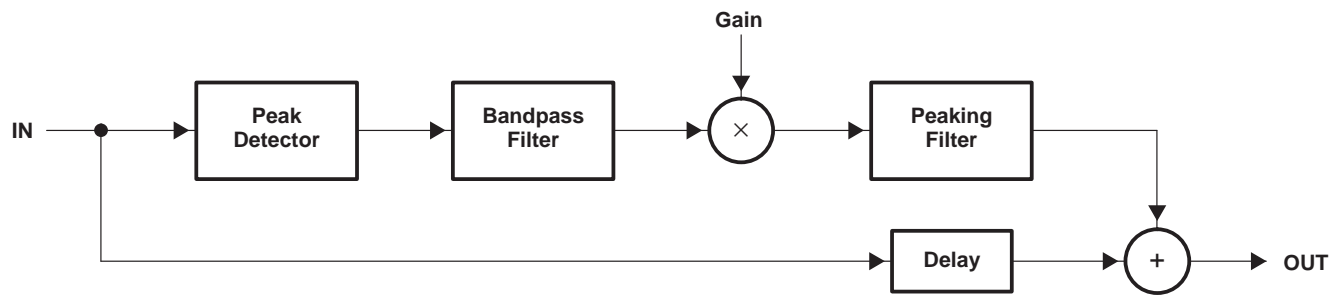 Gain
IN
Peak
Detector
Bandpass
Filter
×
Peaking
Filter
Delay
+
OUT